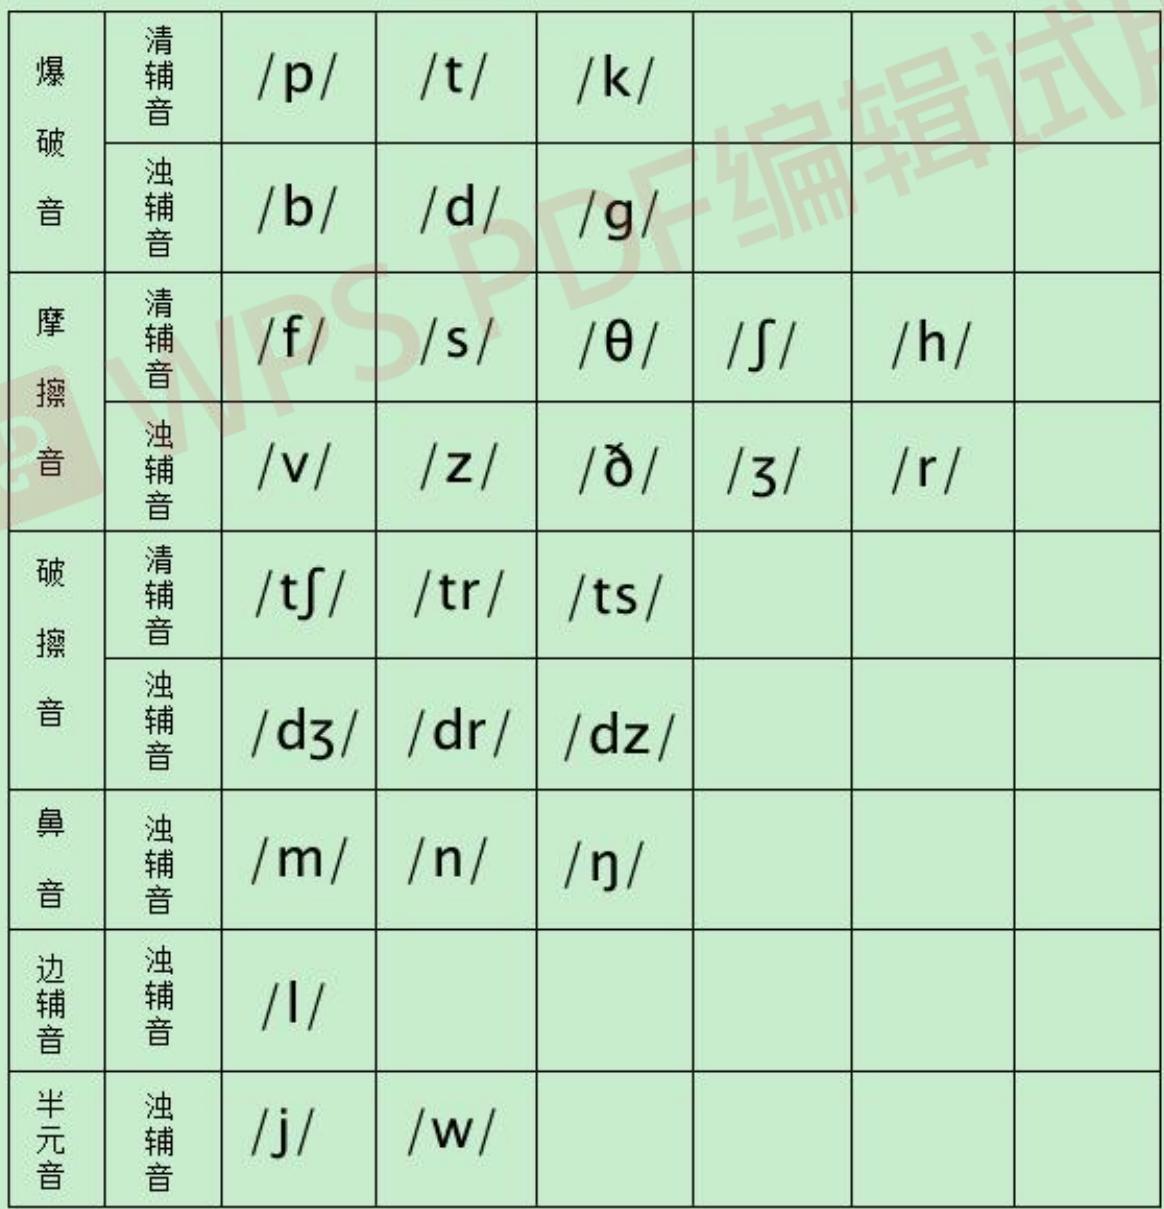 爆破音 清辅音 /p/ /t/ /k/
浊辅音 /b/ /d/ /g/
摩擦音 清辅音 /f/ /s/ /θ/ /ʃ/ /h/
浊辅音 /v/ /z/ /ð/ /ʒ/ /r/
破擦音 清辅音 /tʃ/ /tr/ /ts/
浊辅音 /dʒ/ /dr/ /dz/
鼻音 浊辅音 /m/ /n/ /ŋ/
边辅音 浊辅音 /l/
半元音 浊辅音 /j/ /w/
WPS PDF编辑试用